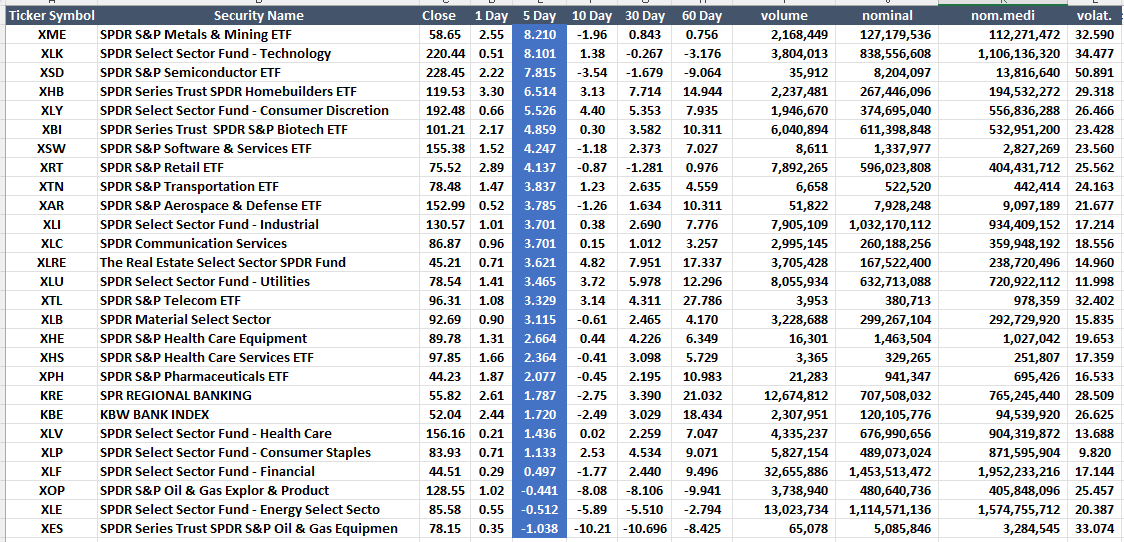 Ticker Symbol Security Name Close 1 Day 5 Day 10 Day 30 Day 60 Day volume nominal nom.medi volat.
XME SPDR S&P Metals & Mining ETF 58.65 2.55 8.210 -1.96 0.843 0.756 2,168,449 127,179,536 112,271,472 32.590
XLK SPDR Select Sector Fund - Technology 220.44 0.51 8.101 1.38 -0.267 -3.176 3,804,013 838,556,608 1,106,136,320 34.477
XSD SPDR S&P Semiconductor ETF 228.45 2.22 7.815 -3.54 -1.679 -9.064 35,912 8,204,097 13,816,640 50.891
XHB SPDR Series Trust SPDR Homebuilders ETF 119.53 3.30 6.514 3.13 7.714 14.944 2,237,481 267,446,096 194,532,272 29.318
XLY SPDR Select Sector Fund - Consumer Discretion 192.48 0.66 5.526 4.40 5.353 7.935 1,946,670 374,695,040 556,836,288 26.466
XBI SPDR Series Trust SPDR S&P Biotech ETF 101.21 2.17 4.859 0.30 3.582 10.311 6,040,894 611,398,848 532,951,200 23.428
XSW SPDR S&P Software & Services ETF 155.38 1.52 4.247 -1.18 2.373 7.027 8,611 1,337,977 2,827,269 23.560
XRT SPDR S&P Retail ETF 75.52 2.89 4.137 -0.87 -1.281 0.976 7,892,265 596,023,808 404,431,712 25.562
XTN SPDR S&P Transportation ETF 78.48 1.47 3.837 1.23 2.635 4.559 6,658 522,520 442,414 24.163
XAR SPDR S&P Aerospace & Defense ETF 152.99 0.52 3.785 -1.26 1.634 10.311 51,822 7,928,248 9,097,189 21.677
XLI SPDR Select Sector Fund - Industrial 130.57 1.01 3.701 0.38 2.690 7.776 7,905,109 1,032,170,112 934,409,152 17.214
XLC SPDR Communication Services 86.87 0.96 3.701 0.15 1.012 3.257 2,995,145 260,188,256 359,948,192 18.556
XLRE The Real Estate Select Sector SPDR Fund 45.21 0.71 3.621 4.82 7.951 17.337 3,705,428 167,522,400 238,720,496 14.960
XLU SPDR Select Sector Fund - Utilities 78.54 1.41 3.465 3.72 5.978 12.296 8,055,934 632,713,088 720,922,112 11.998
XTL SPDR S&P Telecom ETF 96.31 1.08 3.329 3.14 4.311 27.786 3,953 380,713 978,359 32.402
XLB SPDR Material Select Sector 92.69 0.90 3.115 -0.61 2.465 4.170 3,228,688 299,267,104 292,729,920 15.835
XHE SPDR S&P Health Care Equipment 89.78 1.31 2.664 0.44 4.226 6.349 16,301 1,463,504 1,027,042 19.653
XHS SPDR S&P Health Care Services ETF 97.85 1.66 2.364 -0.41 3.098 5.729 3,365 329,265 251,807 17.359
XPH SPDR S&P Pharmaceuticals ETF 44.23 1.87 2.077 -0.45 2.195 10.983 21,283 941,347 695,426 16.533
KRE SPR REGIONAL BANKING 55.82 2.61 1.787 -2.75 3.390 21.032 12,674,812 707,508,032 765,245,440 28.509
KBE KBW BANK INDEX 52.04 2.44 1.720 -2.49 3.029 18.434 2,307,951 120,105,776 94,539,920 26.625
XLV SPDR Select Sector Fund - Health Care 156.16 0.21 1.436 0.02 2.259 7.047 4,335,237 676,990,656 904,319,872 13.688
XLP SPDR Select Sector Fund - Consumer Staples 83.93 0.71 1.133 2.53 4.534 9.071 5,827,154 489,073,024 871,595,904 9.820
XLF SPDR Select Sector Fund - Financial 44.51 0.29 0.497 -1.77 2.440 9.496 32,655,886 1,453,513,472 1,952,233,216 17.144
XOP SPDR S&P Oil & Gas Explor & Product 128.55 1.02 -0.441 -8.08 -8.106 -9.941 3,738,940 480,640,736 405,848,096 25.457
XLE SPDR Select Sector Fund - Energy Select Secto 85.58 0.55 -0.512 -5.89 -5.510 -2.794 13,023,734 1,114,571,136 1,574,755,712 20.387
XES SPDR Series Trust SPDR S&P Oil & Gas Equipmen 78.15 0.35 -1.038 -10.21 -10.696 -8.425 65,078 5,085,846 3,284,545 33.074